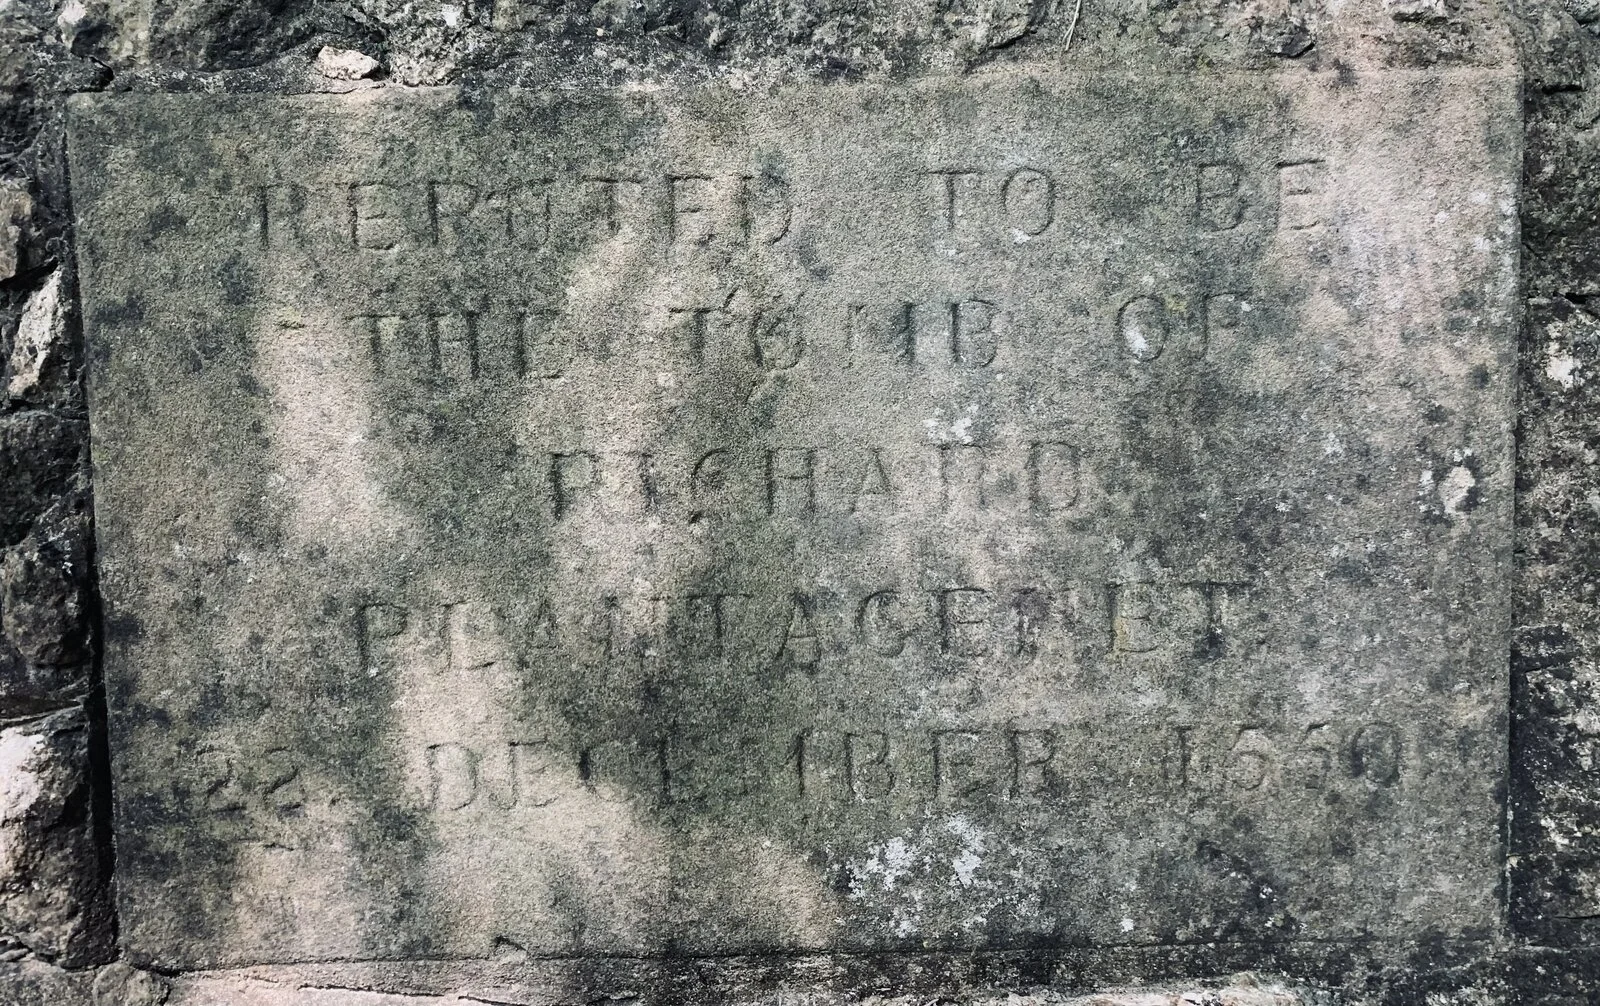 REPUTED TO BE
THE TOMB OF
RICHARD
PLANTAGENET
22 DECEMBER 1550